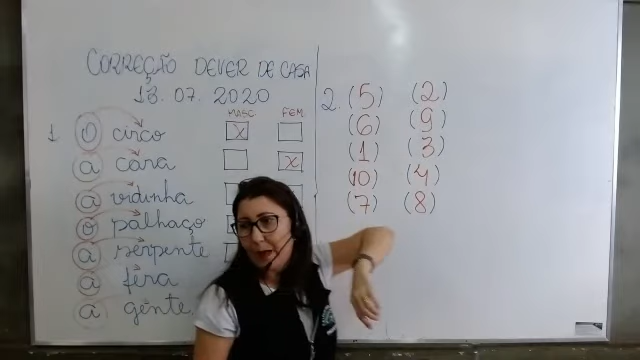 CORREÇÃO DEVER DE CASA
13.07.2020
MASC. FEM.
1 O circo X
a cara X
a vidinha
o palhaço
a serpente
a fera
a gente
2. (5) (2)
(6) (9)
(1) (3)
(10) (4)
(7) (8)